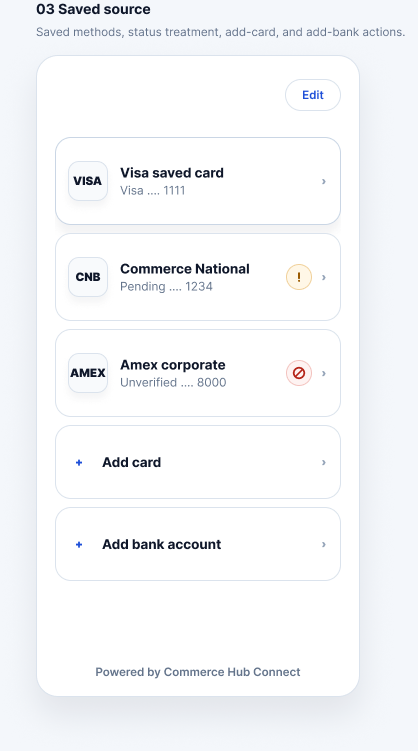 03 Saved source
Saved methods, status treatment, add-card, and add-bank actions.
Edit
VISA
Visa saved card
Visa .... 1111
›
CNB
Commerce National
Pending .... 1234
!
›
AMEX
Amex corporate
Unverified .... 8000
›
+ Add card ›
+ Add bank account ›
Powered by Commerce Hub Connect